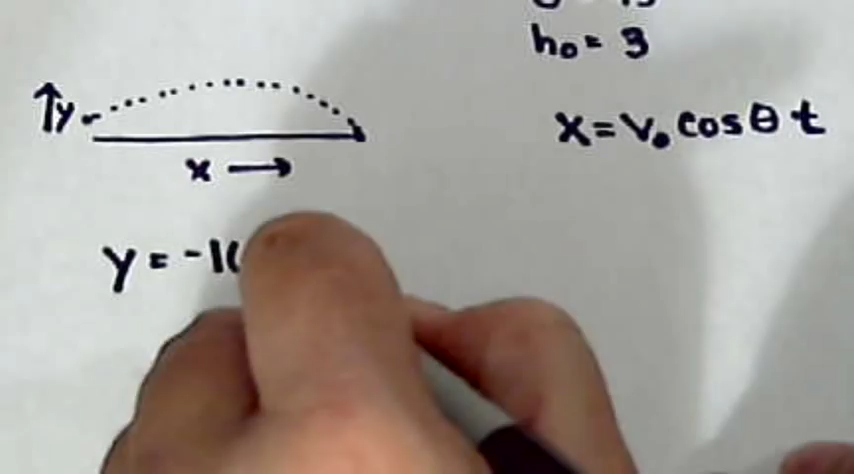 h₀ = 3
↑y
x = v₀ cos θ t
x →
y = -1